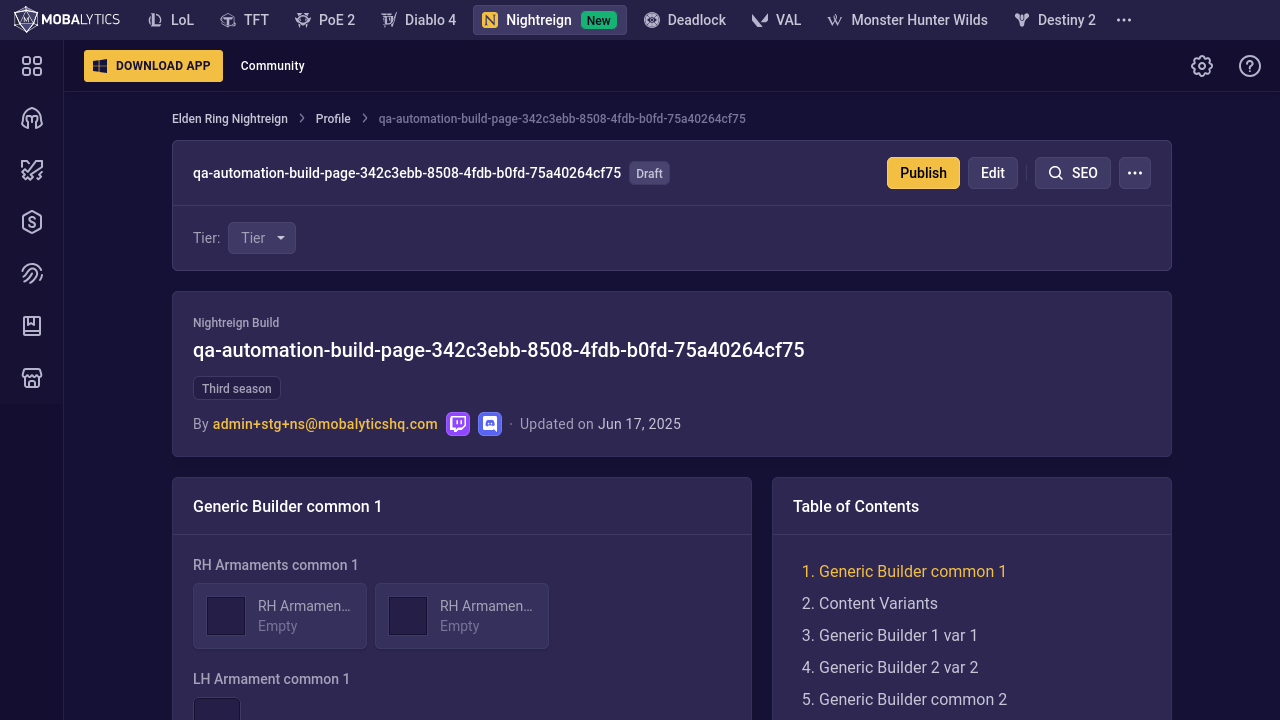 MOBALYTICS LoL TFT PoE 2 Diablo 4 Nightreign New Deadlock VAL Monster Hunter Wilds Destiny 2
DOWNLOAD APP Community
Elden Ring Nightreign Profile qa-automation-build-page-342c3ebb-8508-4fdb-b0fd-75a40264cf75
qa-automation-build-page-342c3ebb-8508-4fdb-b0fd-75a40264cf75 Draft Publish Edit SEO
Tier: Tier
Nightreign Build
qa-automation-build-page-342c3ebb-8508-4fdb-b0fd-75a40264cf75
Third season
By admin+stg+ns@mobalyticshq.com · Updated on Jun 17, 2025
Generic Builder common 1
RH Armaments common 1
RH Armamen... RH Armamen...
Empty Empty
LH Armament common 1
Table of Contents
1. Generic Builder common 1
2. Content Variants
3. Generic Builder 1 var 1
4. Generic Builder 2 var 2
5. Generic Builder common 2